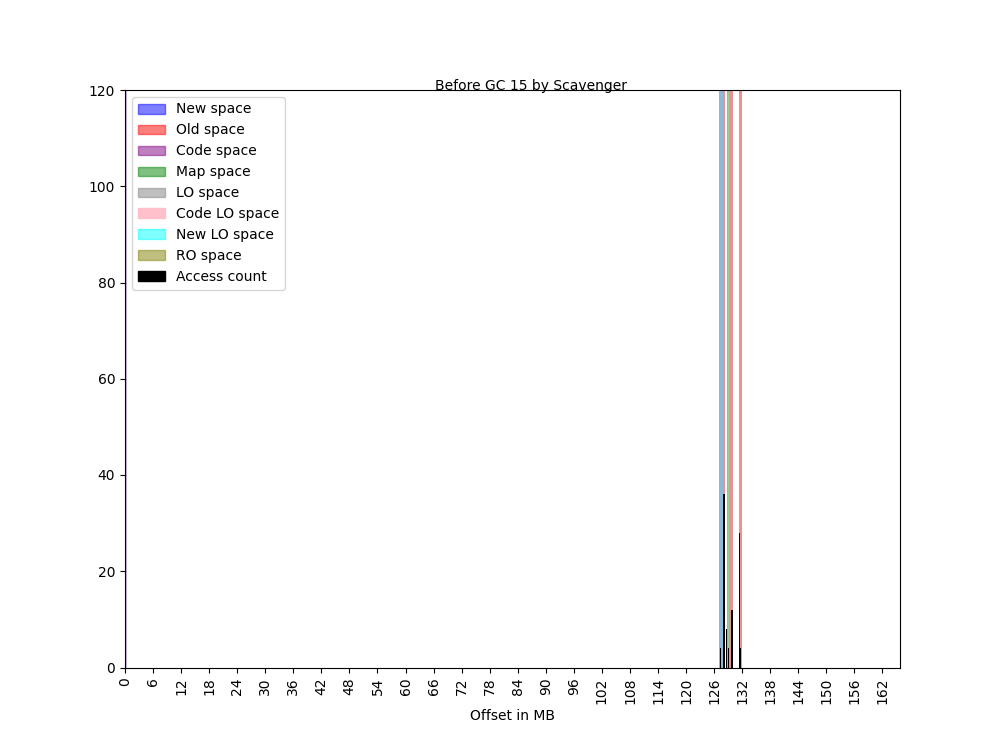 Before GC 15 by Scavenger
120
100
80
60
40
20
0
New space
Old space
Code space
Map space
LO space
Code LO space
New LO space
RO space
Access count
0 6 12 18 24 30 36 42 48 54 60 66 72 78 84 90 96 102 108 114 120 126 132 138 144 150 156 162
Offset in MB